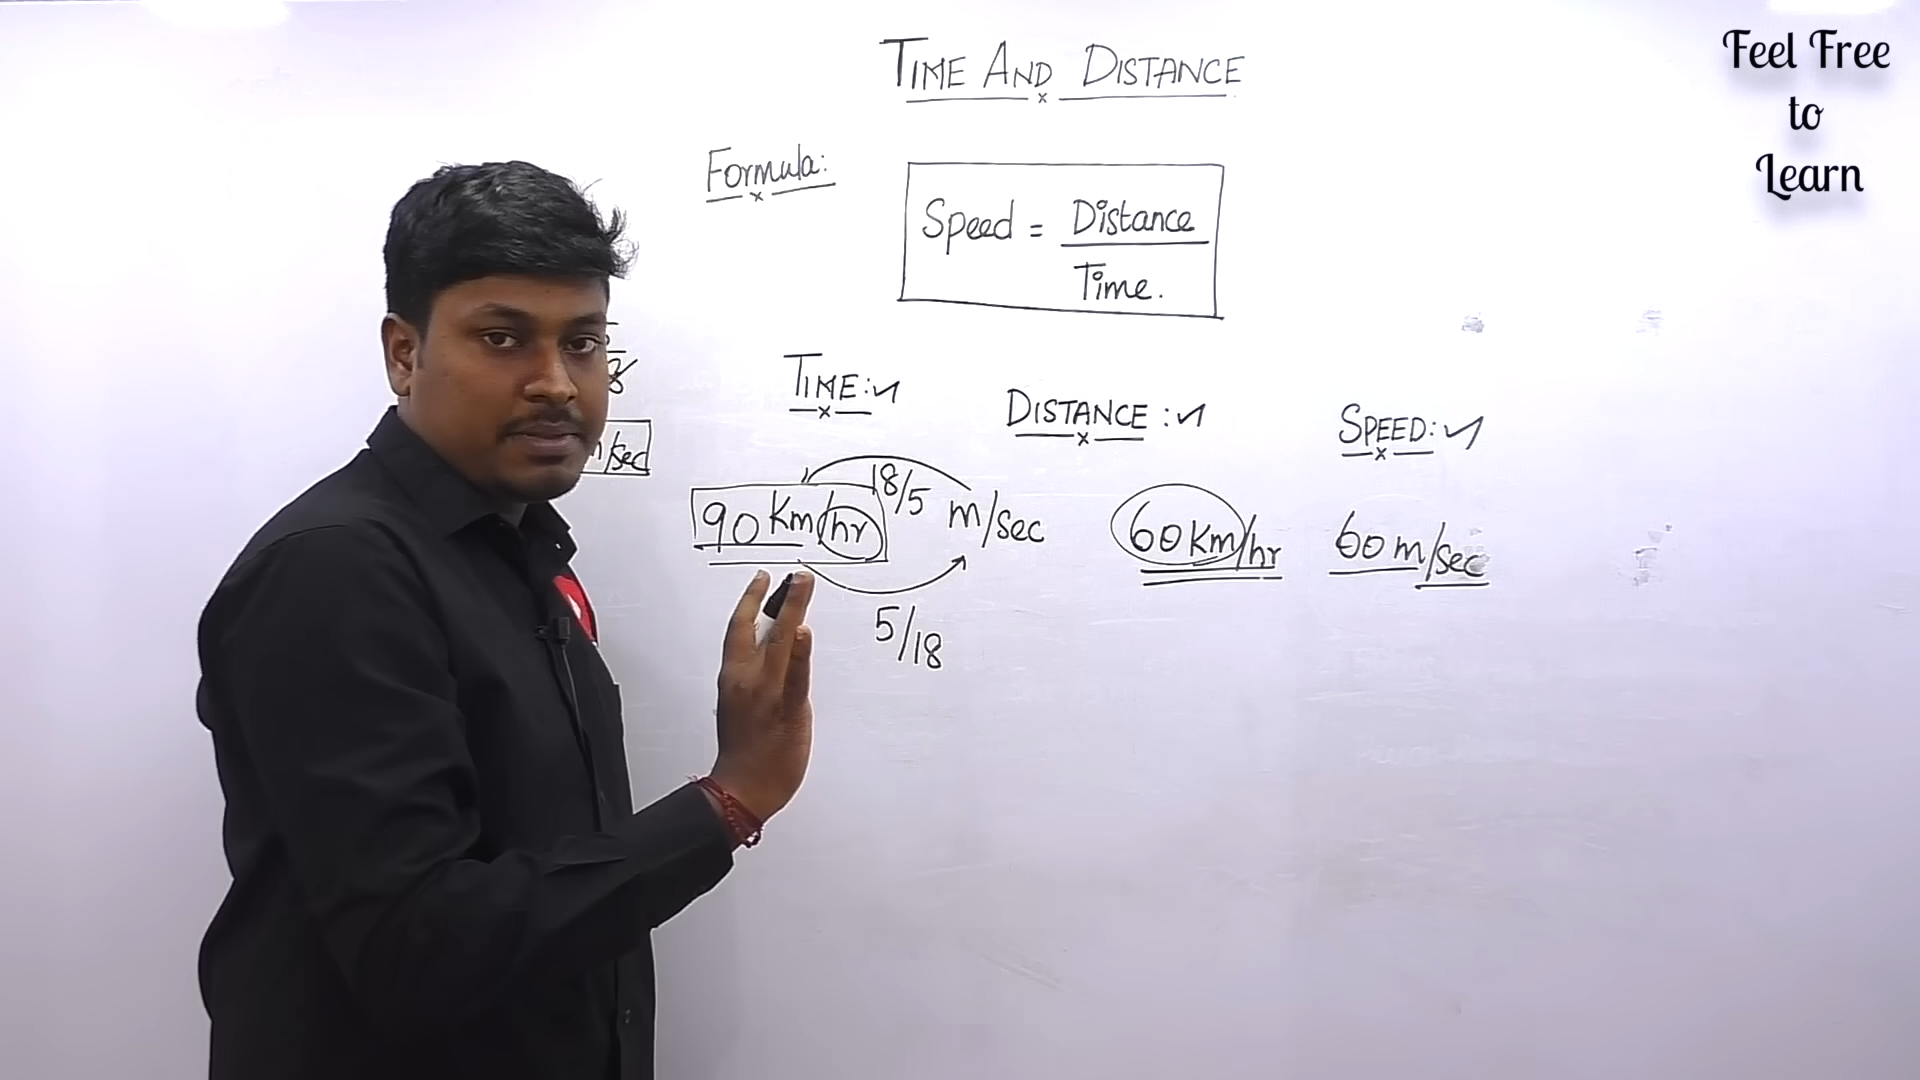 TIME AND DISTANCE
Feel Free
to
Learn
Formula:
Speed = Distance
Time.
TIME:
DISTANCE:
SPEED:
/sec
18/5
90 Km/hr m/sec 60 Km/hr 60 m/sec
5/18